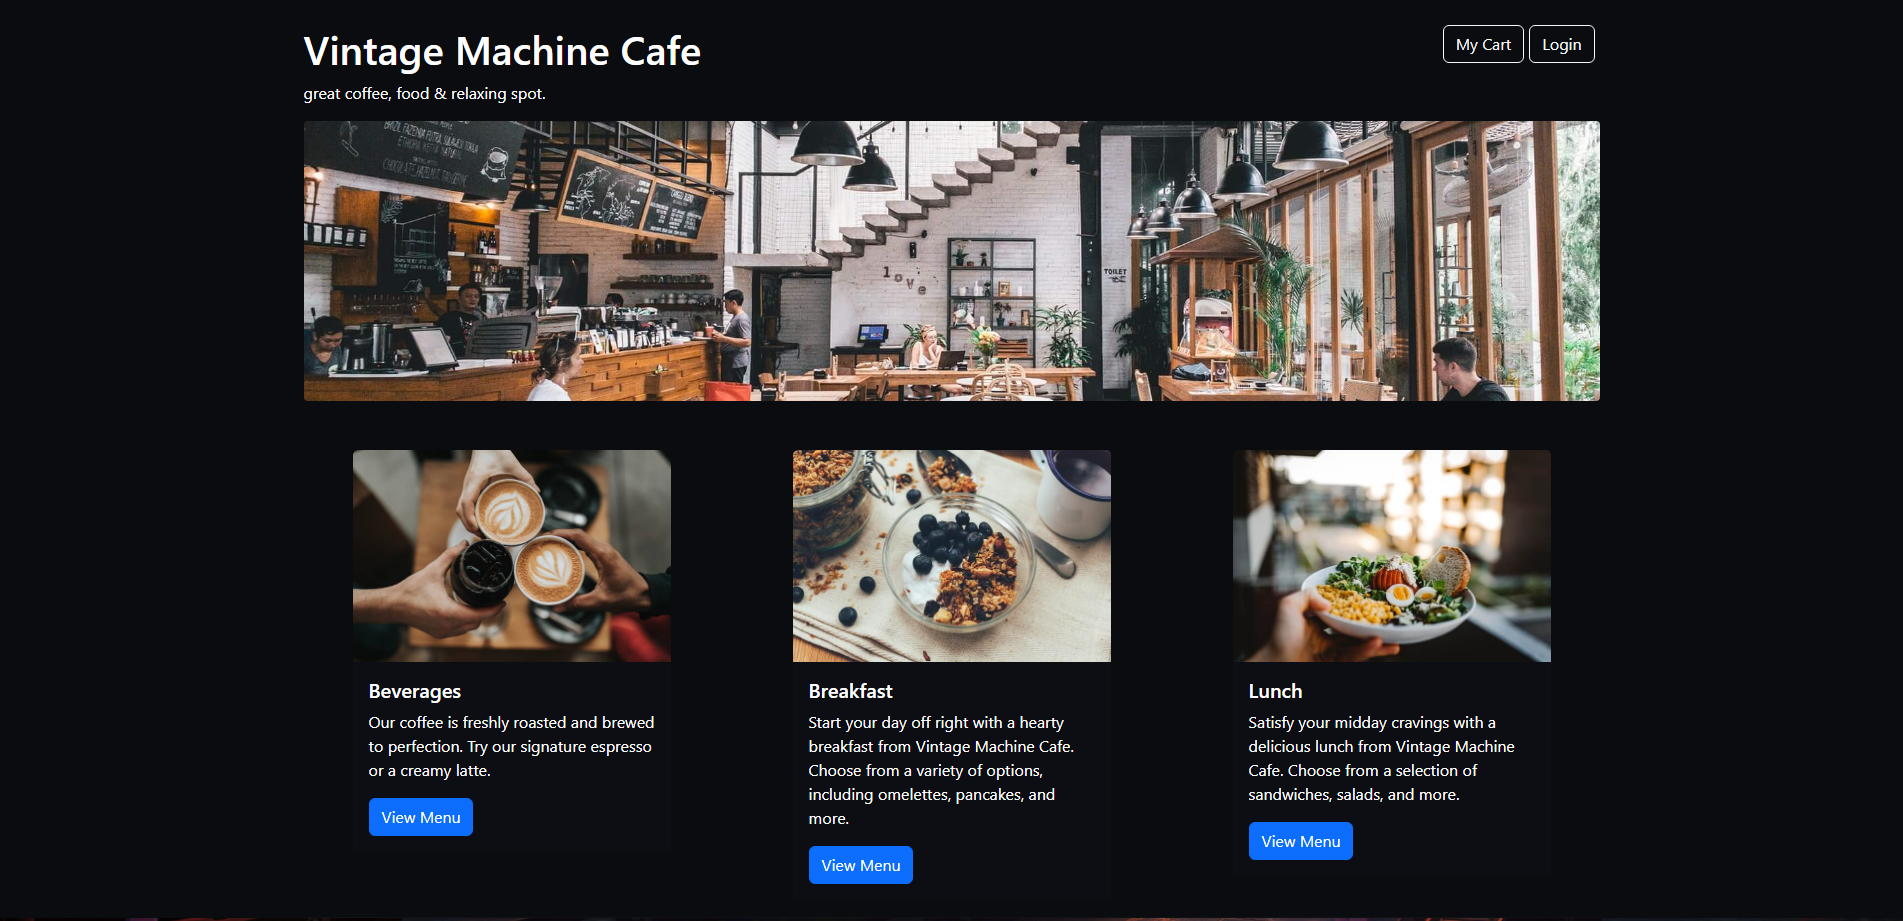 Vintage Machine Cafe
My Cart
Login
great coffee, food & relaxing spot.
love
TOILET
Beverages
Our coffee is freshly roasted and brewed
to perfection. Try our signature espresso
or a creamy latte.
View Menu
Breakfast
Start your day off right with a hearty
breakfast from Vintage Machine Cafe.
Choose from a variety of options,
including omelettes, pancakes, and
more.
View Menu
Lunch
Satisfy your midday cravings with a
delicious lunch from Vintage Machine
Cafe. Choose from a selection of
sandwiches, salads, and more.
View Menu